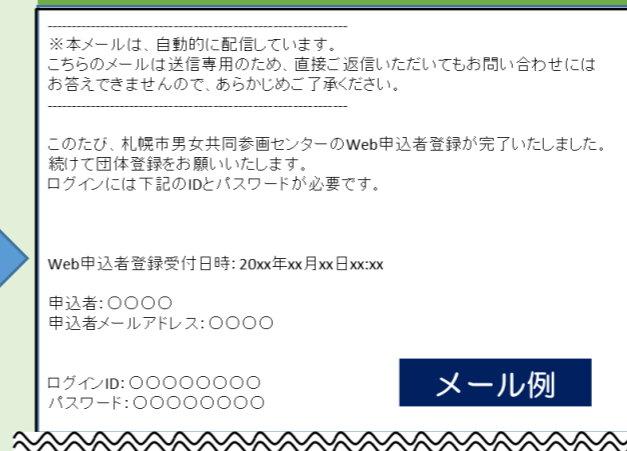 ------------------------------------------------------------
※本メールは、自動的に配信しています。
こちらのメールは送信専用のため、直接ご返信いただいてもお問い合わせには
お答えできませんので、あらかじめご了承ください。
------------------------------------------------------------
このたび、札幌市男女共同参画センターのWeb申込者登録が完了いたしました。
続けて団体登録をお願いいたします。
ログインには下記のIDとパスワードが必要です。
Web申込者登録受付日時：20xx年xx月xx日xx:xx
申込者：〇〇〇〇
申込者メールアドレス：〇〇〇〇
ログインID：〇〇〇〇〇〇〇〇
パスワード：〇〇〇〇〇〇〇〇
メール例